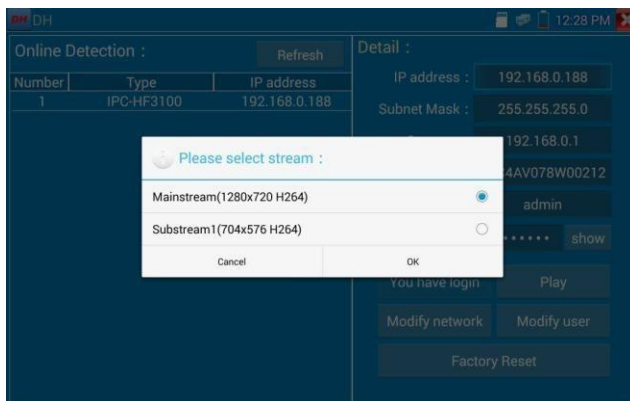 DH DH 12:28 PM
Online Detection :
Refresh
Number Type IP address
1 IPC-HF3100 192.168.0.188
Detail :
IP address : 192.168.0.188
Subnet Mask : 255.255.255.0
192.168.0.1
4AV078W00212
admin
•••••• show
You have login Play
Modify network Modify user
Factory Reset
Please select stream :
Mainstream(1280x720 H264)
Substream1(704x576 H264)
Cancel OK